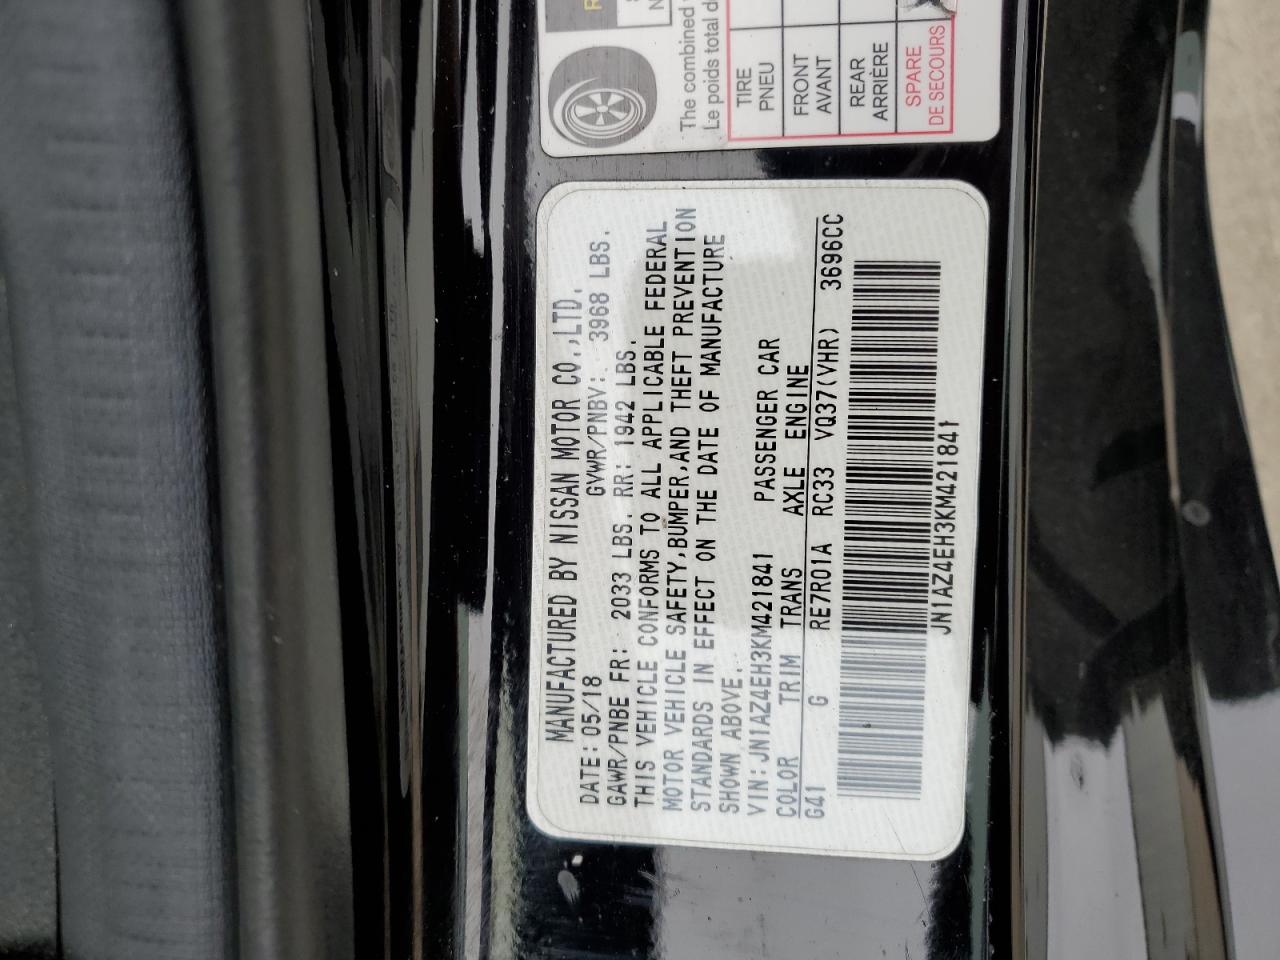 MANUFACTURED BY NISSAN MOTOR CO.,LTD.
DATE:05/18 GVWR/PNBV: 3968 LBS.
GAWR/PNBE FR: 2033 LBS. RR: 1942 LBS.
THIS VEHICLE CONFORMS TO ALL APPLICABLE FEDERAL
MOTOR VEHICLE SAFETY,BUMPER,AND THEFT PREVENTION
STANDARDS IN EFFECT ON THE DATE OF MANUFACTURE
SHOWN ABOVE.
VIN:JN1AZ4EH3KM421841 PASSENGER CAR
COLOR TRIM TRANS AXLE ENGINE
G41 G RE7R01A RC33 VQ37(VHR) 3696CC
JN1AZ4EH3KM421841
The combined
Le poids total
TIRE
PNEU
FRONT
AVANT
REAR
ARRIÈRE
SPARE
DE SECOURS